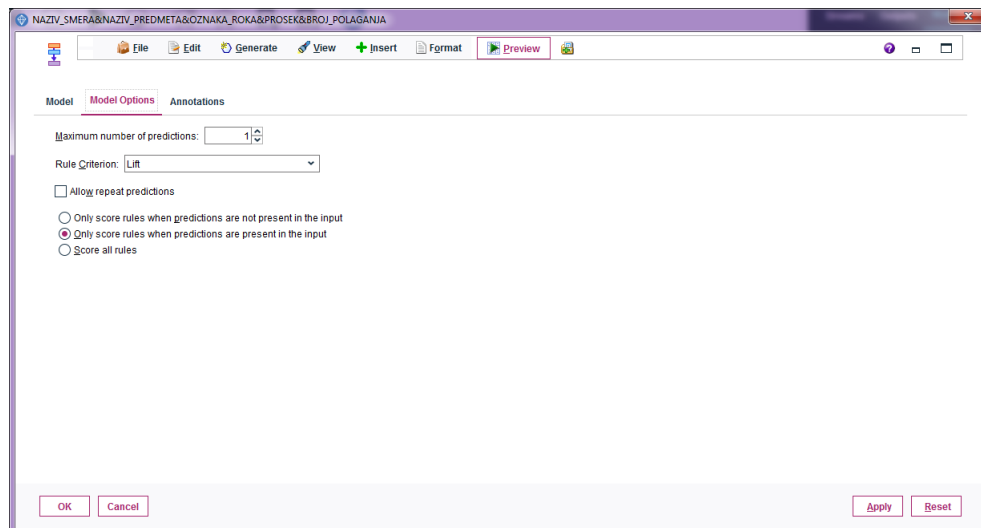 NAZIV_SMERA&NAZIV_PREDMETA&OZNAKA_ROKA&PROSEK&BROJ_POLAGANJA
File Edit Generate View Insert Format Preview
Model Model Options Annotations
Maximum number of predictions: 1
Rule Criterion: Lift
Allow repeat predictions
Only score rules when predictions are not present in the input
Only score rules when predictions are present in the input
Score all rules
OK Cancel Apply Reset